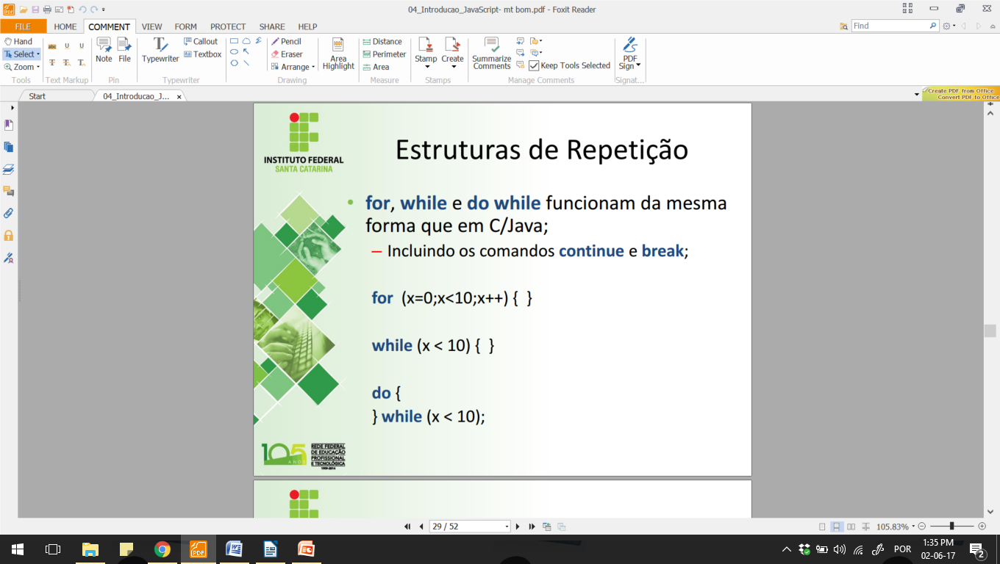 04_Introducao_JavaScript- mt bom.pdf - Foxit Reader
FILE HOME COMMENT VIEW FORM PROTECT SHARE HELP
Find
Hand
Select
Zoom
Tools
Text Markup
Note File
Pin
Typewriter
Callout
Textbox
Typewriter
Pencil
Eraser
Arrange
Drawing
Area
Highlight
Distance
Perimeter
Area
Measure
Stamp Create
Stamps
Summarize
Comments
Keep Tools Selected
Manage Comments
PDF
Sign
Signat...
Start
04_Introducao_J...
Create PDF from Office
Convert PDF to Office
INSTITUTO FEDERAL
SANTA CATARINA
Estruturas de Repetição
• for, while e do while funcionam da mesma
forma que em C/Java;
– Incluindo os comandos continue e break;
for (x=0;x<10;x++) { }
while (x < 10) { }
do {
} while (x < 10);
105
ANOS
REDE FEDERAL
DE EDUCAÇÃO
PROFISSIONAL
E TECNOLÓGICA
1909-2014
29 / 52
105.83%
POR
1:35 PM
02-06-17
2